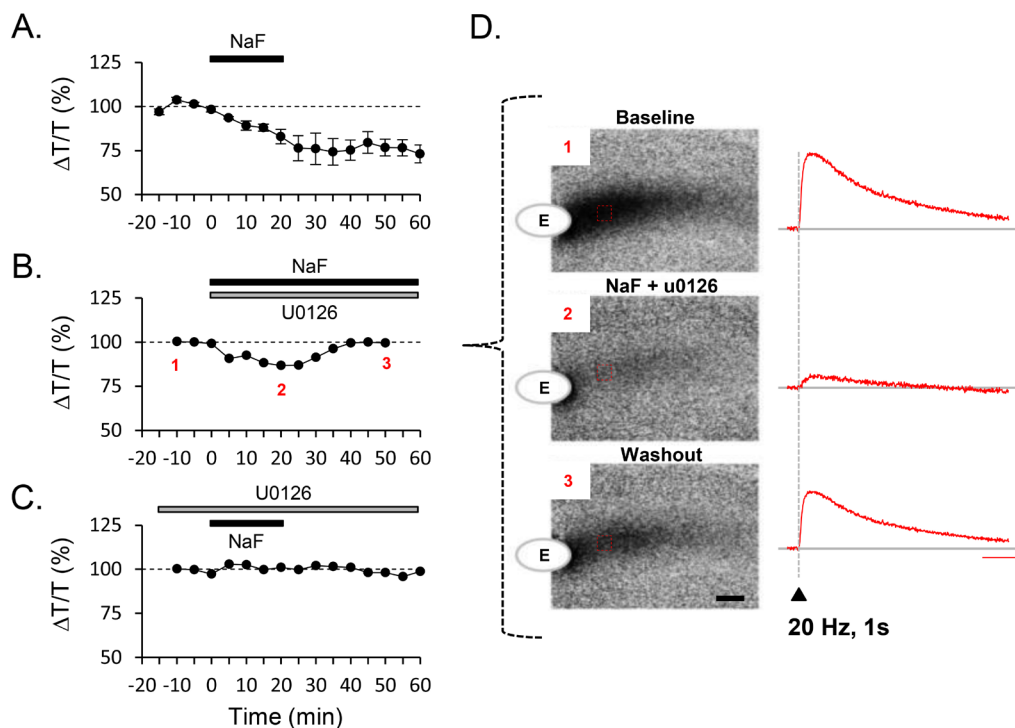 A.
NaF
ΔT/T (%)
125
100
75
50
-20 -10 0 10 20 30 40 50 60
B.
NaF
U0126
ΔT/T (%)
125
100
75
50
1
2
3
-20 -10 0 10 20 30 40 50 60
C.
U0126
NaF
ΔT/T (%)
125
100
75
50
-20 -10 0 10 20 30 40 50 60
Time (min)
D.
Baseline
1
E
NaF + u0126
2
E
Washout
3
E
20 Hz, 1s